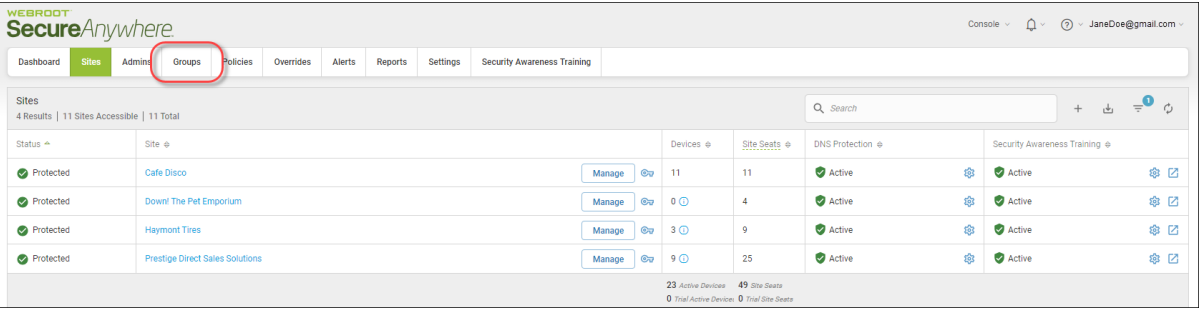 WEBROOT
SecureAnywhere.
Console JaneDoe@gmail.com
Dashboard Sites Admins Groups Policies Overrides Alerts Reports Settings Security Awareness Training
Sites
4 Results | 11 Sites Accessible | 11 Total
Search
1
Status Site Devices Site Seats DNS Protection Security Awareness Training
Protected Cafe Disco Manage 11 11 Active Active
Protected Down! The Pet Emporium Manage 0 4 Active Active
Protected Haymont Tires Manage 3 9 Active Active
Protected Prestige Direct Sales Solutions Manage 9 25 Active Active
23 Active Devices 49 Site Seats
0 Trial Active Devices 0 Trial Site Seats